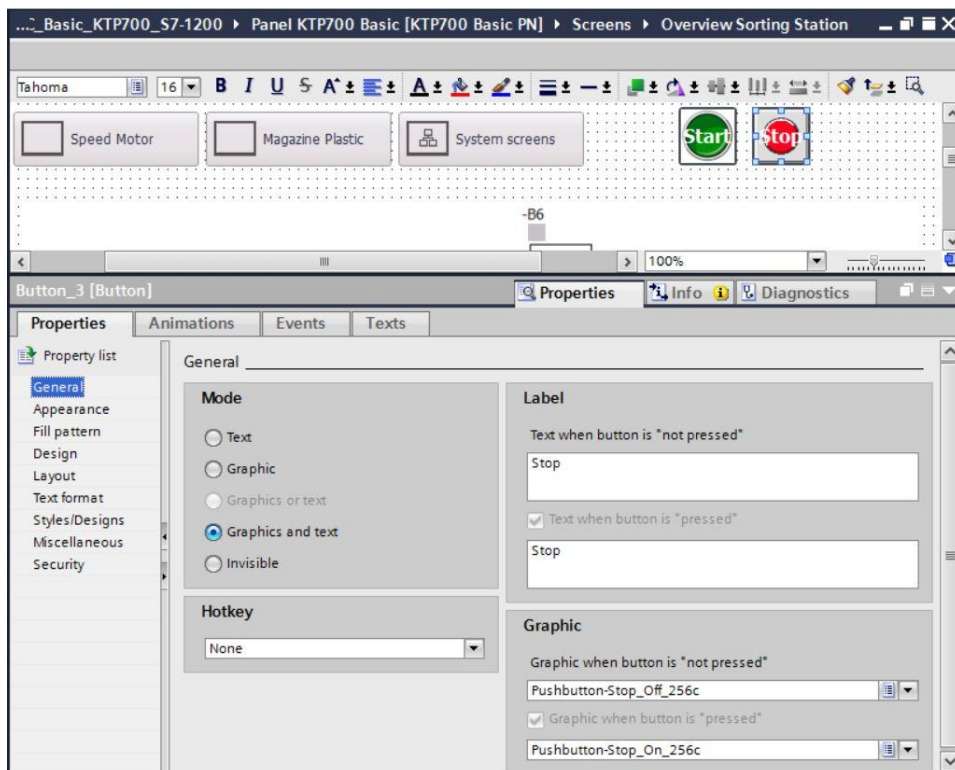 ..._Basic_KTP700_S7-1200 ▸ Panel KTP700 Basic [KTP700 Basic PN] ▸ Screens ▸ Overview Sorting Station
Tahoma 16 B I U S A A
Speed Motor Magazine Plastic System screens Start Stop
-B6
100%
Button_3 [Button] Properties Info Diagnostics
Properties Animations Events Texts
Property list
General
Appearance
Fill pattern
Design
Layout
Text format
Styles/Designs
Miscellaneous
Security
General
Mode
Text
Graphic
Graphics or text
Graphics and text
Invisible
Hotkey
None
Label
Text when button is "not pressed"
Stop
Text when button is "pressed"
Stop
Graphic
Graphic when button is "not pressed"
Pushbutton-Stop_Off_256c
Graphic when button is "pressed"
Pushbutton-Stop_On_256c